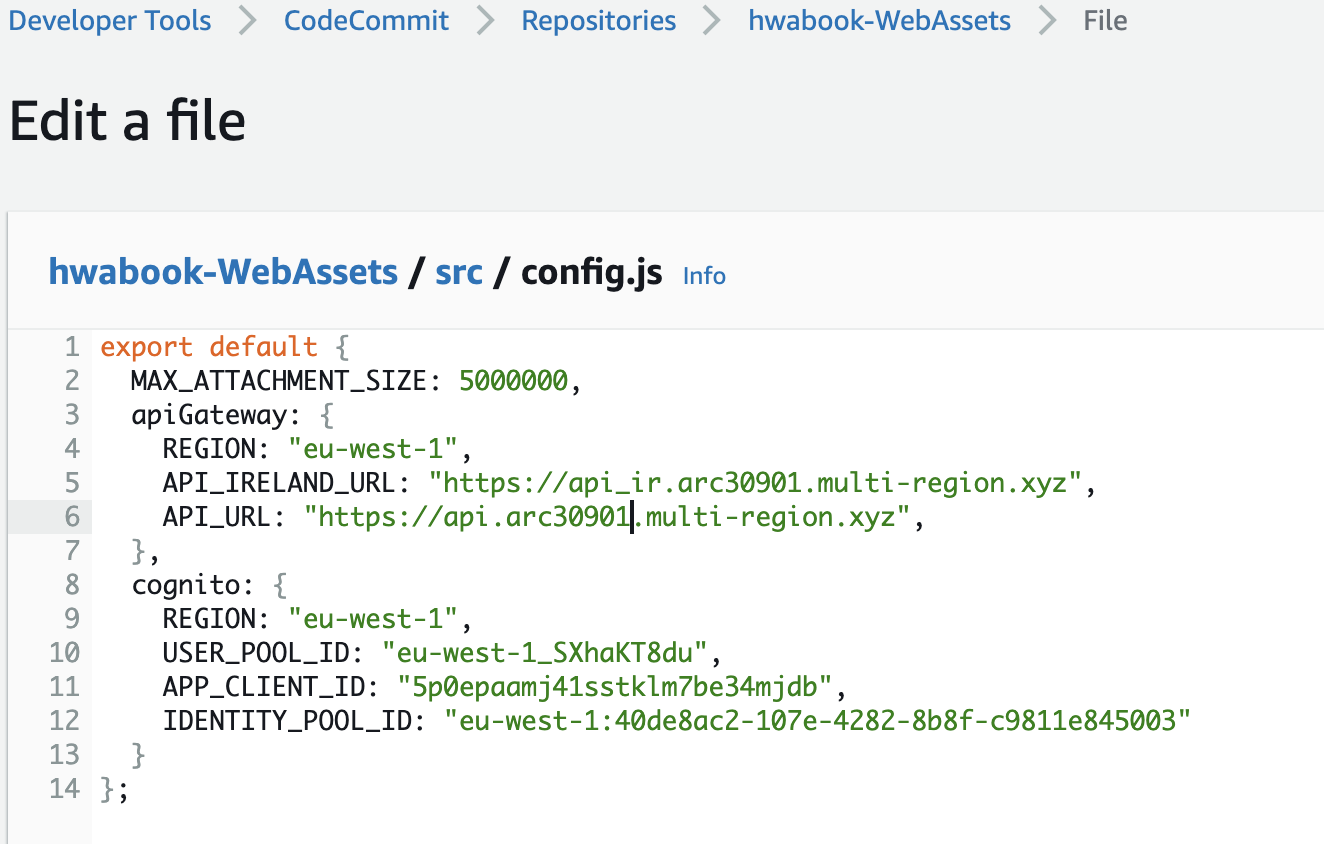 Developer Tools > CodeCommit > Repositories > hwabook-WebAssets > File
Edit a file
hwabook-WebAssets / src / config.js Info
1 export default {
2 MAX_ATTACHMENT_SIZE: 5000000,
3 apiGateway: {
4 REGION: "eu-west-1",
5 API_IRELAND_URL: "https://api_ir.arc30901.multi-region.xyz",
6 API_URL: "https://api.arc30901.multi-region.xyz",
7 },
8 cognito: {
9 REGION: "eu-west-1",
10 USER_POOL_ID: "eu-west-1_SXhaKT8du",
11 APP_CLIENT_ID: "5p0epaamj41sstklm7be34mjdb",
12 IDENTITY_POOL_ID: "eu-west-1:40de8ac2-107e-4282-8b8f-c9811e845003"
13 }
14 };